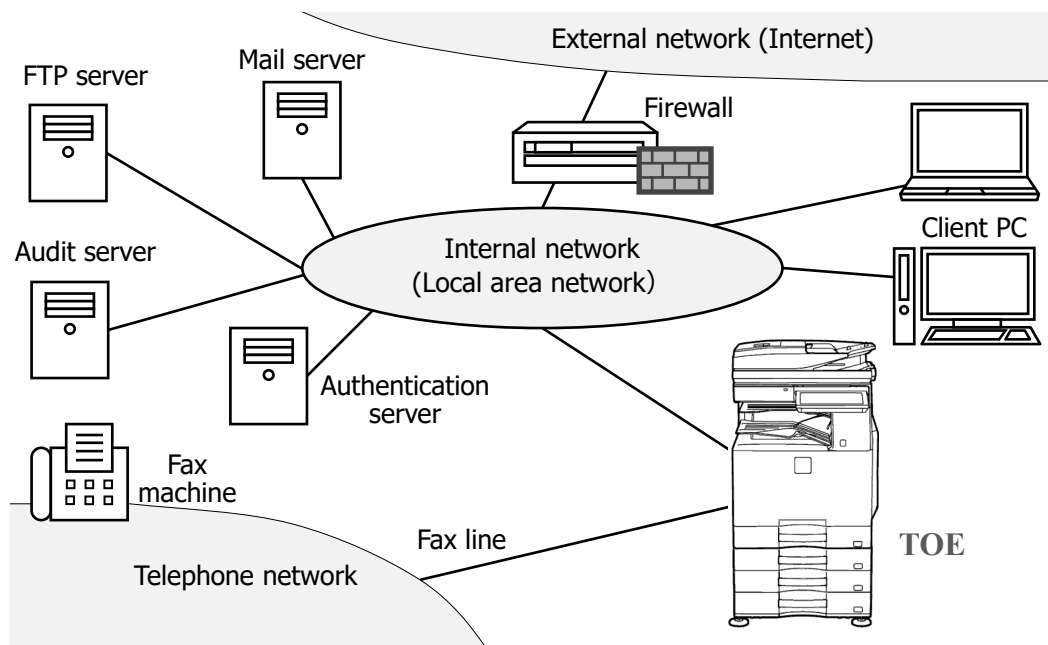 External network (Internet)
Mail server
FTP server
Firewall
Client PC
Internal network
(Local area network）
Audit server
Authentication
server
Fax
machine
Fax line
TOE
Telephone network